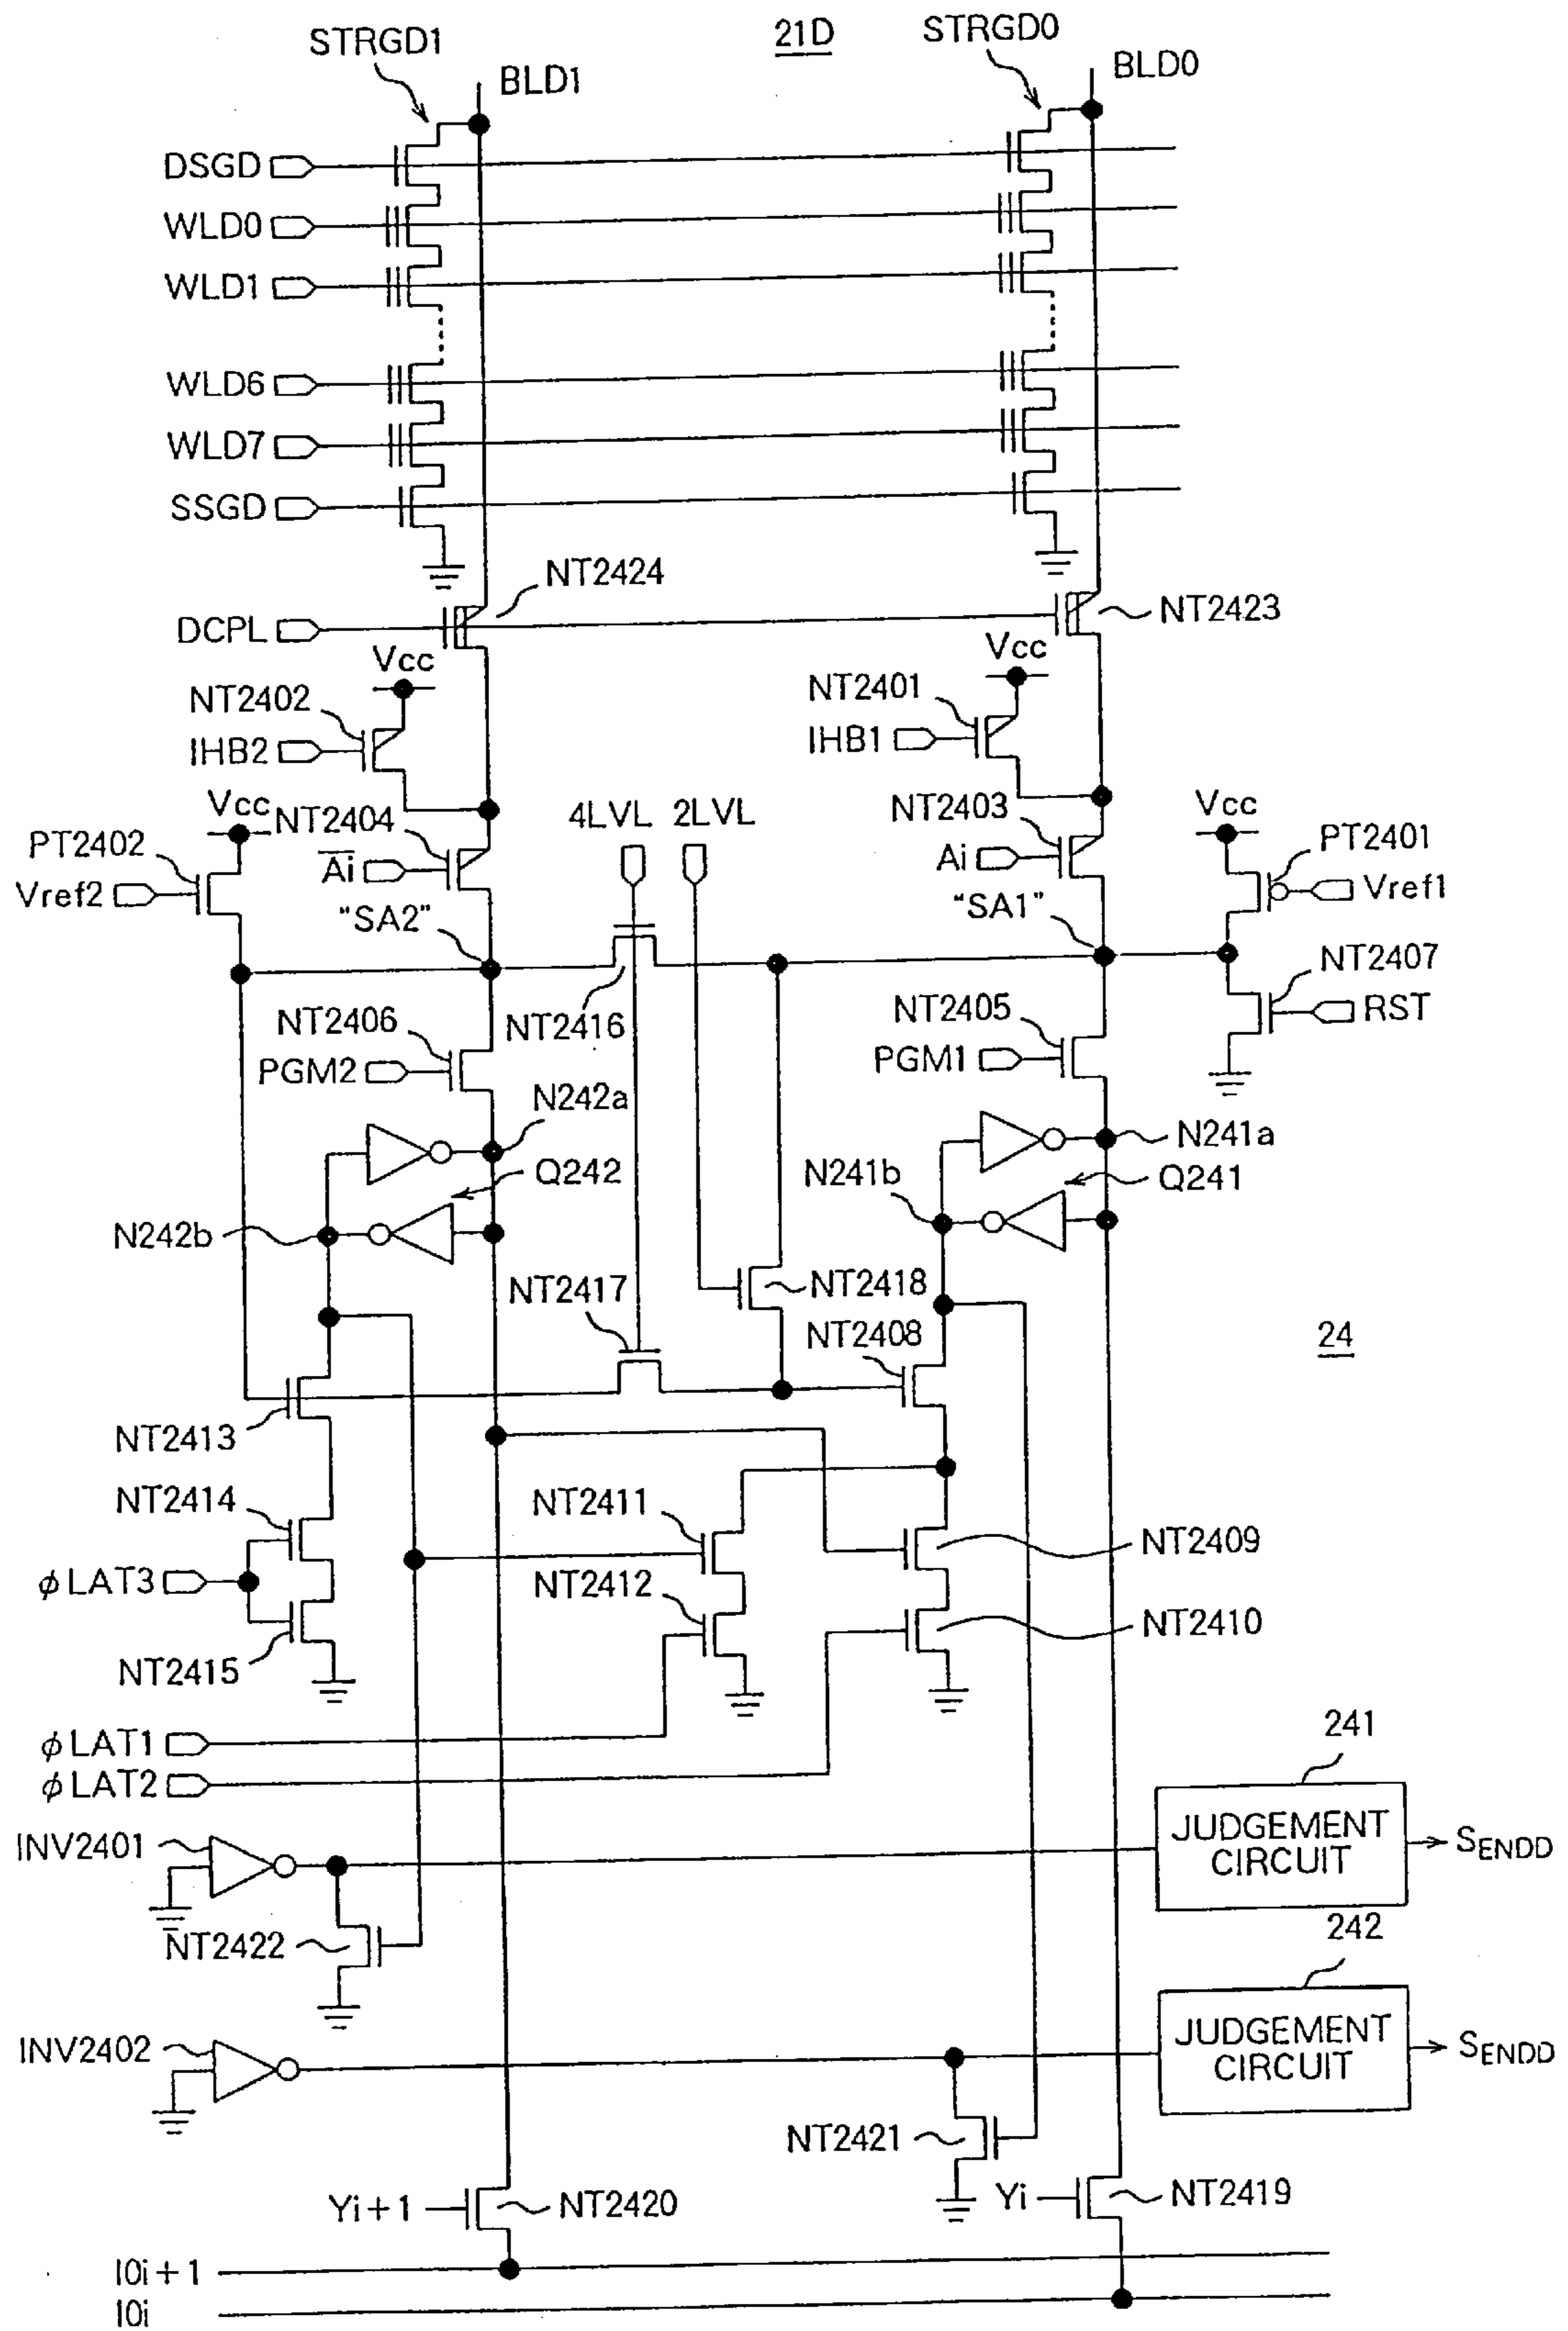 21D
STRGD1
STRGD0
BLD1
BLD0
DSGD
WLD0
WLD1
WLD6
WLD7
SSGD
NT2424
NT2423
DCPL
Vcc
Vcc
NT2402
NT2401
IHB2
IHB1
Vcc
NT2404
4LVL
2LVL
NT2403
Vcc
PT2402
PT2401
A̅i̅
Ai
Vref2
Vref1
"SA2"
"SA1"
NT2407
NT2406
NT2416
NT2405
RST
PGM2
PGM1
N242a
N241a
Q242
N241b
Q241
N242b
NT2417
NT2418
NT2408
24
NT2413
NT2414
NT2411
NT2409
φLAT3
NT2412
NT2410
NT2415
φLAT1
φLAT2
241
INV2401
JUDGEMENT
CIRCUIT
SENDD
NT2422
242
INV2402
JUDGEMENT
CIRCUIT
SENDD
NT2421
Yi+1
NT2420
Yi
NT2419
IOi+1
IOi